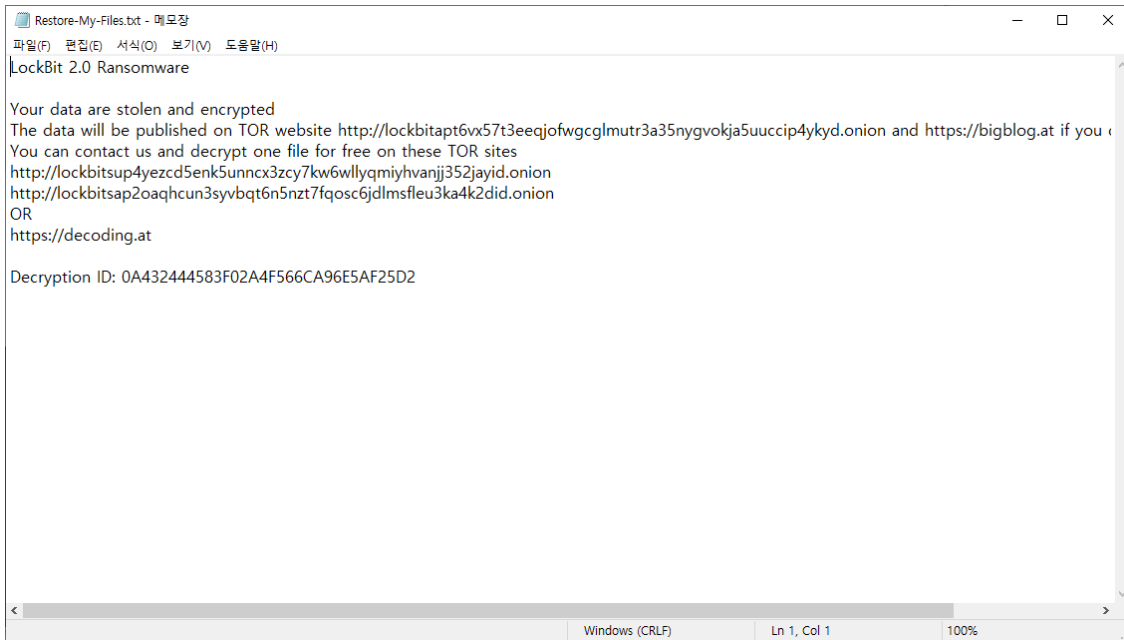 Restore-My-Files.txt - 메모장
파일(F) 편집(E) 서식(O) 보기(V) 도움말(H)
LockBit 2.0 Ransomware
Your data are stolen and encrypted
The data will be published on TOR website http://lockbitapt6vx57t3eeqjofwgcglmutr3a35nygvokja5uuccip4ykyd.onion and https://bigblog.at if you
You can contact us and decrypt one file for free on these TOR sites
http://lockbitsup4yezcd5enk5unncx3zcy7kw6wllyqmiyhvanjj352jayid.onion
http://lockbitsap2oaqhcun3syvbqt6n5nzt7fqosc6jdlmsfleu3ka4k2did.onion
OR
https://decoding.at
Decryption ID: 0A432444583F02A4F566CA96E5AF25D2
Windows (CRLF) Ln 1, Col 1 100%